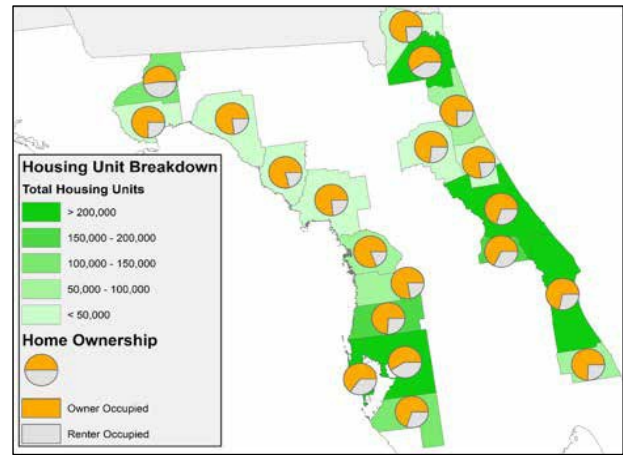 Housing Unit Breakdown
Total Housing Units
> 200,000
150,000 - 200,000
100,000 - 150,000
50,000 - 100,000
< 50,000
Home Ownership
Owner Occupied
Renter Occupied